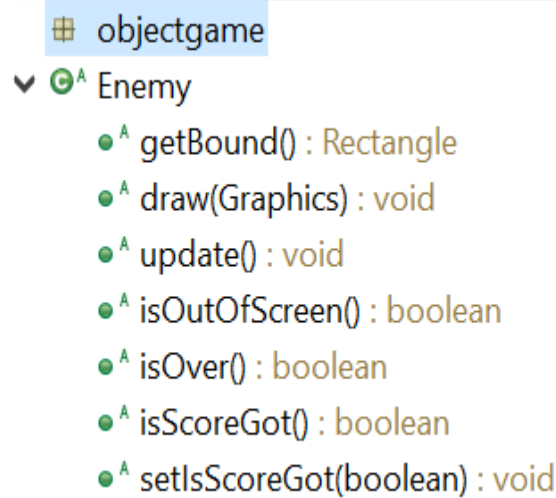 objectgame
A Enemy
A getBound() : Rectangle
A draw(Graphics) : void
A update() : void
A isOutOfScreen() : boolean
A isOver() : boolean
A isScoreGot() : boolean
A setIsScoreGot(boolean) : void